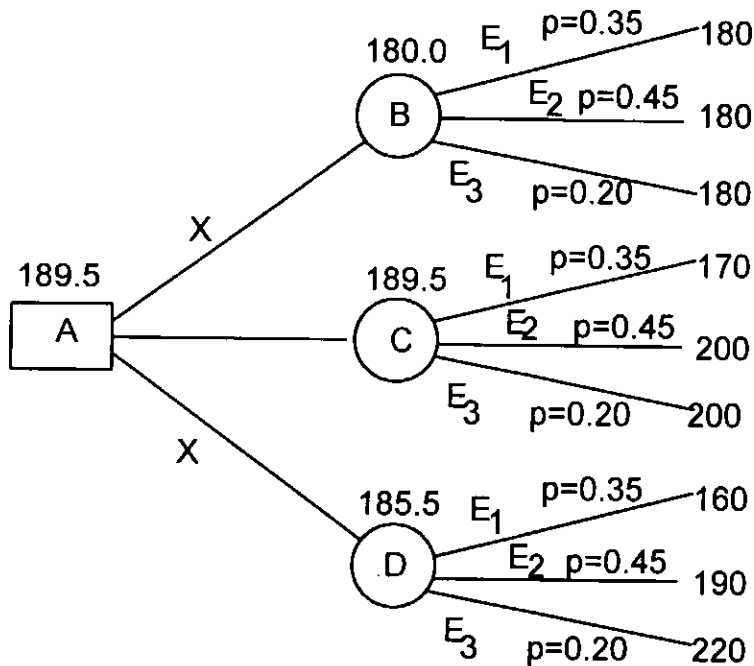 180.0
E1 p=0.35 180
B
E2 p=0.45 180
E3 p=0.20 180
X
189.5
A
189.5
E1 p=0.35 170
C
E2 p=0.45 200
E3 p=0.20 200
X
185.5
E1 p=0.35 160
D
E2 p=0.45 190
E3 p=0.20 220